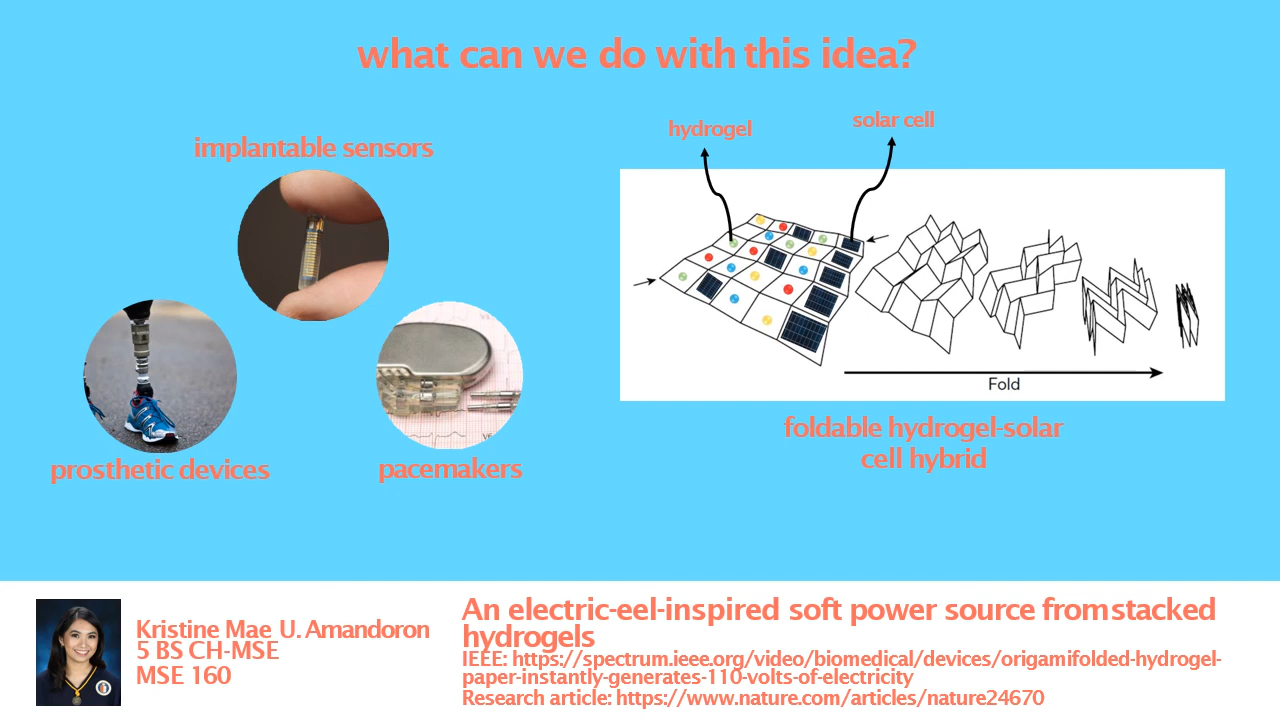 what can we do with this idea?
implantable sensors
prosthetic devices
pacemakers
hydrogel
solar cell
Fold
foldable hydrogel-solar
cell hybrid
Kristine Mae U. Amandoron
5 BS CH-MSE
MSE 160
An electric-eel-inspired soft power source from stacked
hydrogels
IEEE: https://spectrum.ieee.org/video/biomedical/devices/origamifolded-hydrogel-
paper-instantly-generates-110-volts-of-electricity
Research article: https://www.nature.com/articles/nature24670